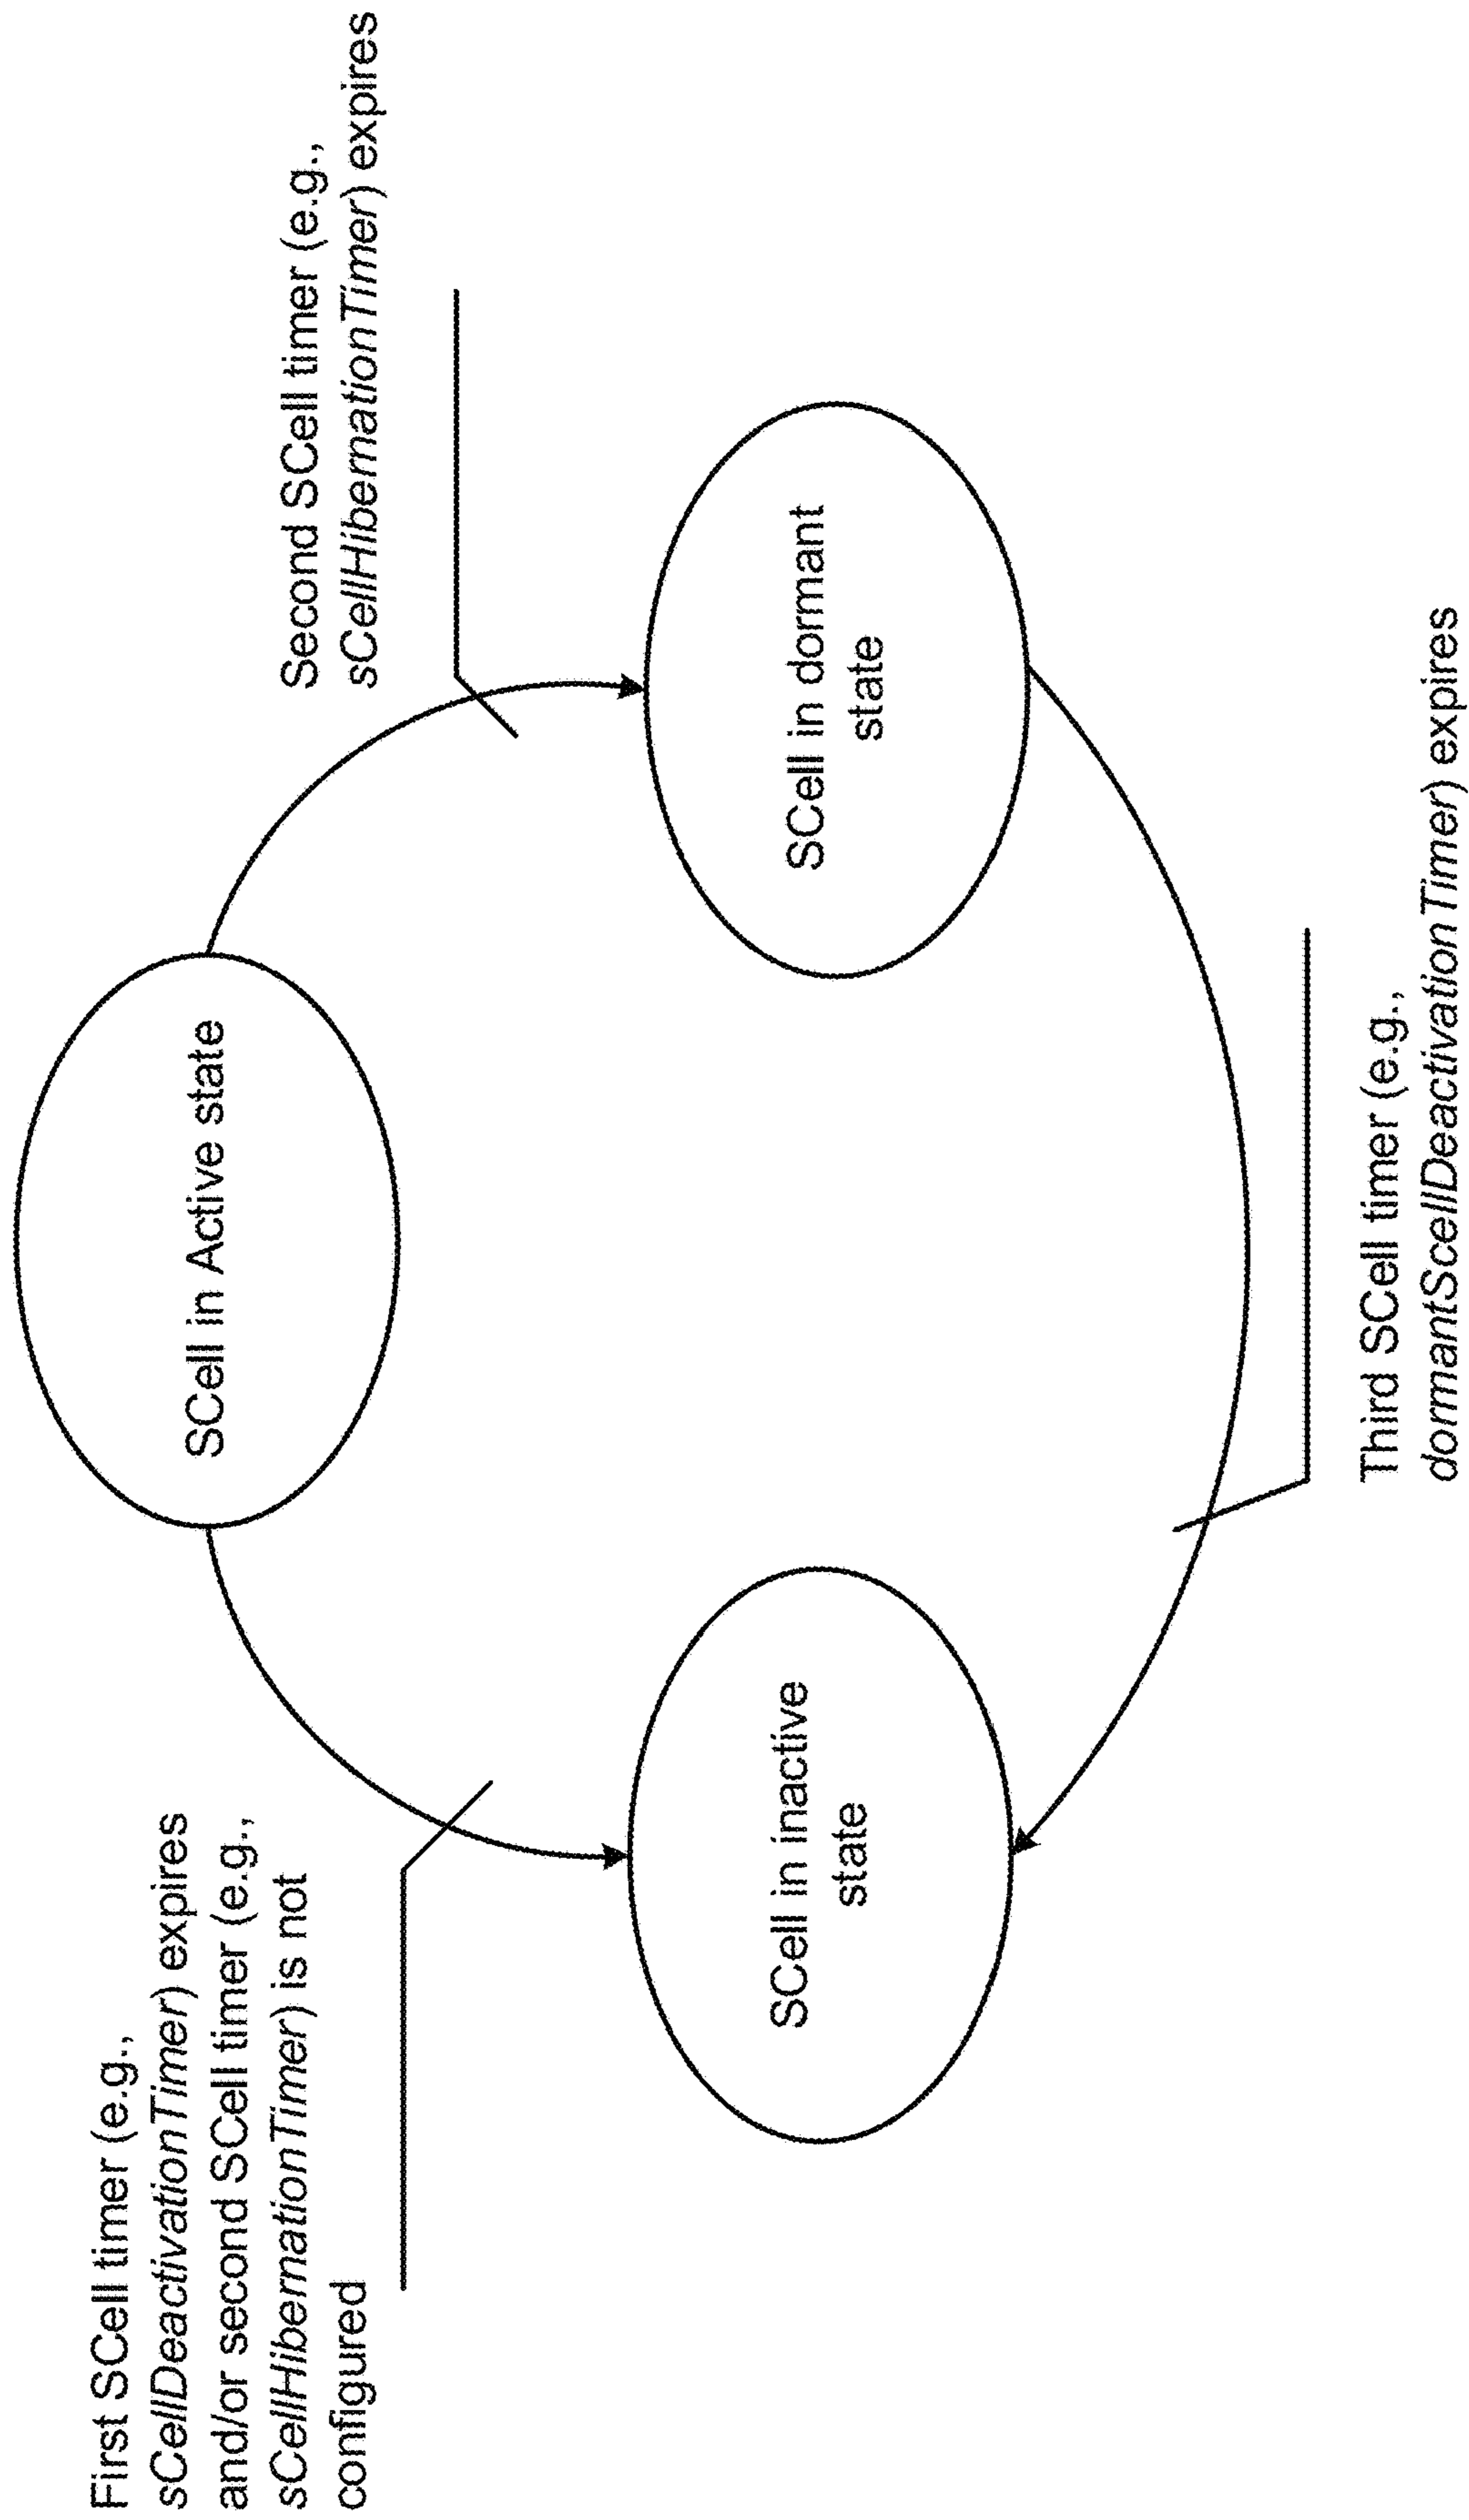 First SCell timer (e.g.,
sCellDeactivationTimer) expires
and/or second SCell timer (e.g.,
sCellHibernationTimer) is not
configured
SCell in Active state
Second SCell timer (e.g.,
sCellHibernationTimer) expires
SCell in inactive
state
SCell in dormant
state
Third SCell timer (e.g.,
dormantScellDeactivationTimer) expires